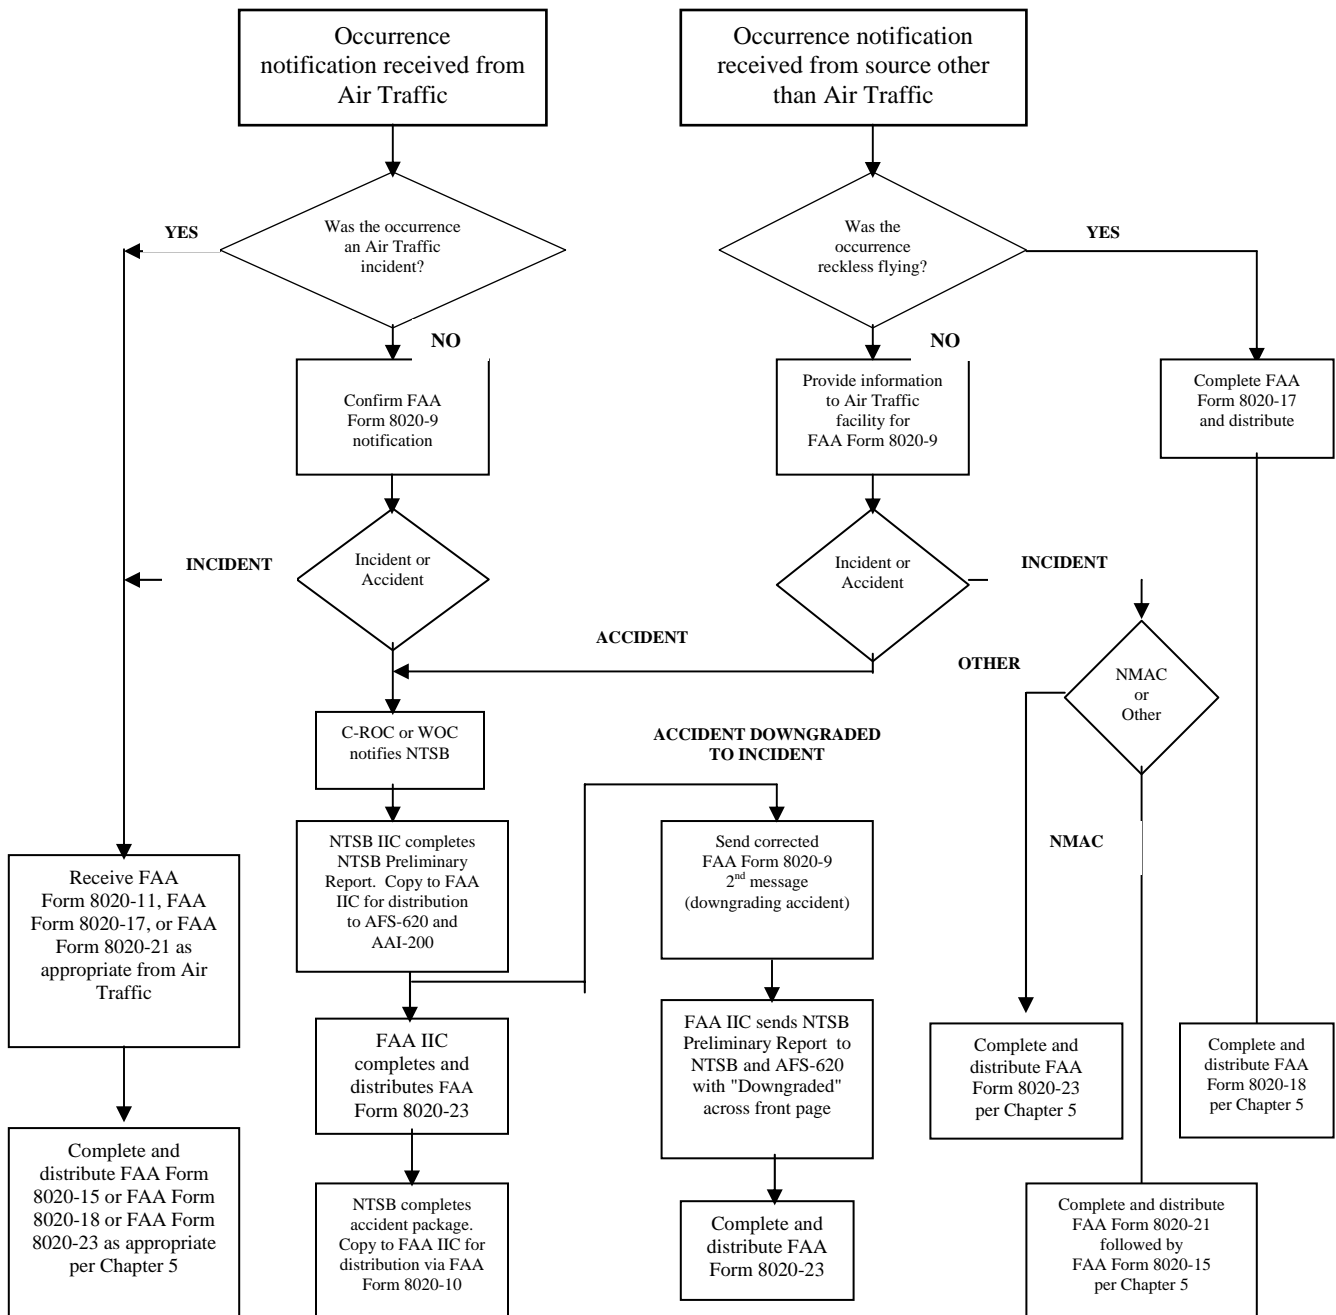 Occurrence
notification received from
Air Traffic
Occurrence notification
received from source other
than Air Traffic
YES
Was the occurrence
an Air Traffic
incident?
Was the
occurrence
reckless flying?
YES
NO
NO
Confirm FAA
Form 8020-9
notification
Provide information
to Air Traffic
facility for
FAA Form 8020-9
Complete FAA
Form 8020-17
and distribute
INCIDENT
Incident or
Accident
Incident or
Accident
INCIDENT
ACCIDENT
OTHER
NMAC
or
Other
C-ROC or WOC
notifies NTSB
ACCIDENT DOWNGRADED
TO INCIDENT
NMAC
Receive FAA
Form 8020-11, FAA
Form 8020-17, or FAA
Form 8020-21 as
appropriate from Air
Traffic
NTSB IIC completes
NTSB Preliminary
Report. Copy to FAA
IIC for distribution
to AFS-620 and
AAI-200
Send corrected
FAA Form 8020-9
2nd message
(downgrading accident)
FAA IIC
completes and
distributes FAA
Form 8020-23
FAA IIC sends NTSB
Preliminary Report to
NTSB and AFS-620
with "Downgraded"
across front page
Complete and
distribute FAA
Form 8020-23
per Chapter 5
Complete and
distribute FAA
Form 8020-18
per Chapter 5
Complete and
distribute FAA Form
8020-15 or FAA Form
8020-18 or FAA Form
8020-23 as appropriate
per Chapter 5
NTSB completes
accident package.
Copy to FAA IIC for
distribution via FAA
Form 8020-10
Complete and
distribute FAA
Form 8020-23
Complete and distribute
FAA Form 8020-21
followed by
FAA Form 8020-15
per Chapter 5